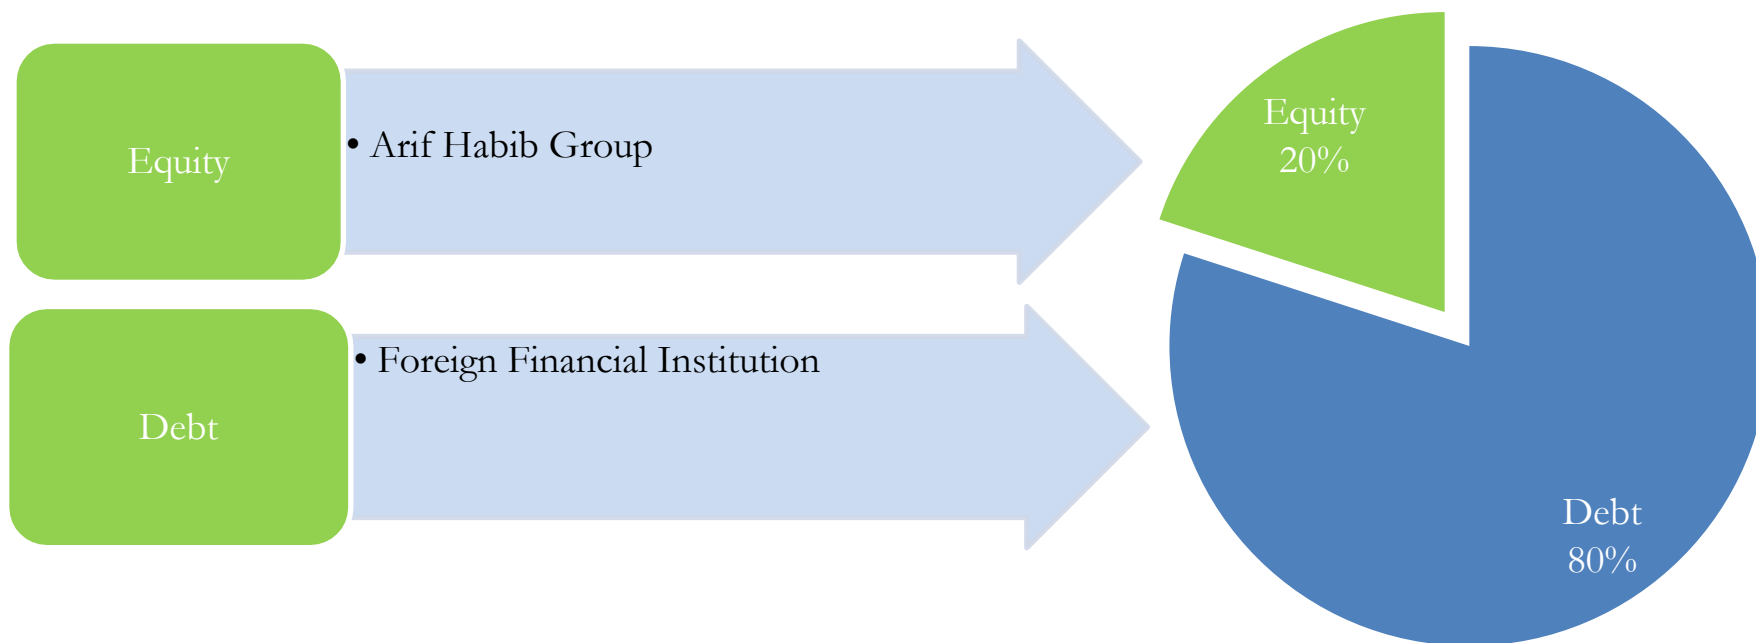 Equity
• Arif Habib Group
Debt
• Foreign Financial Institution
Equity
20%
Debt
80%